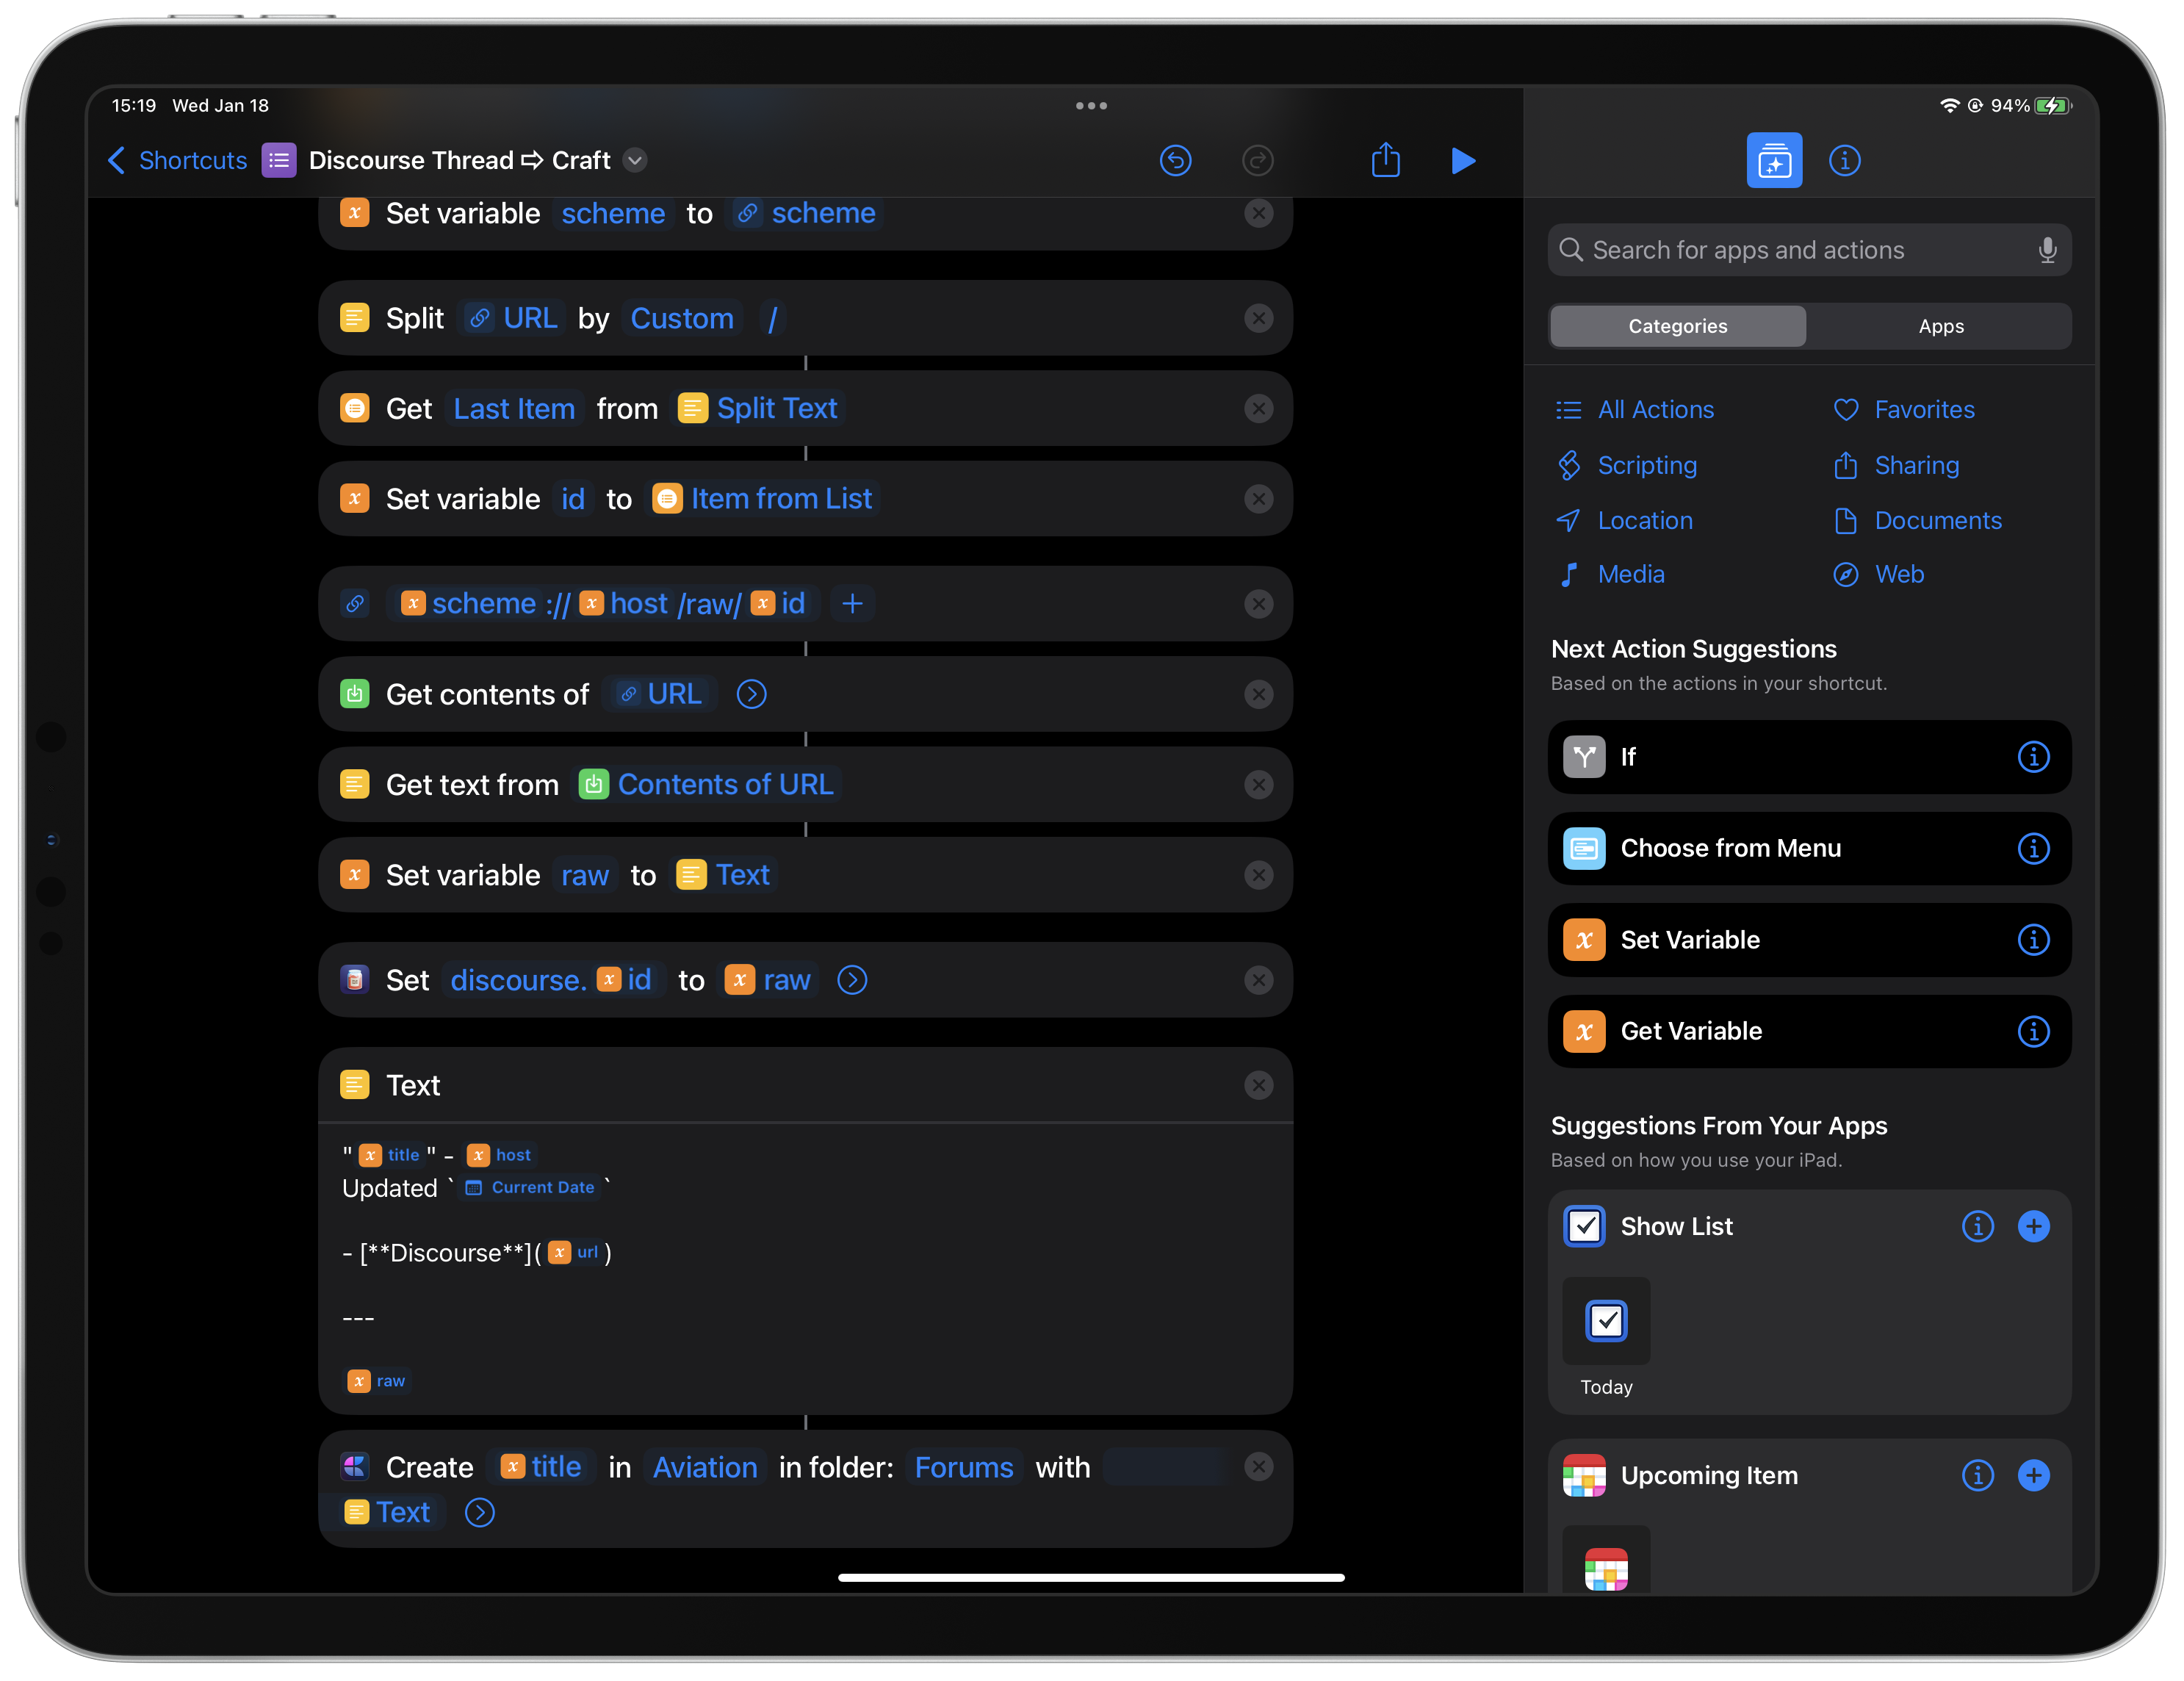 15:19 Wed Jan 18
94%
Shortcuts Discourse Thread ⇨ Craft
Set variable scheme to scheme
Split URL by Custom /
Get Last Item from Split Text
Set variable id to Item from List
scheme :// host /raw/ id
Get contents of URL
Get text from Contents of URL
Set variable raw to Text
Set discourse. id to raw
Text
" title " – host
Updated ` Current Date `
- [**Discourse**]( url )
---
raw
Create title in Aviation in folder: Forums with
Text
Search for apps and actions
Categories Apps
All Actions Favorites
Scripting Sharing
Location Documents
Media Web
Next Action Suggestions
Based on the actions in your shortcut.
If
Choose from Menu
Set Variable
Get Variable
Suggestions From Your Apps
Based on how you use your iPad.
Show List
Today
Upcoming Item